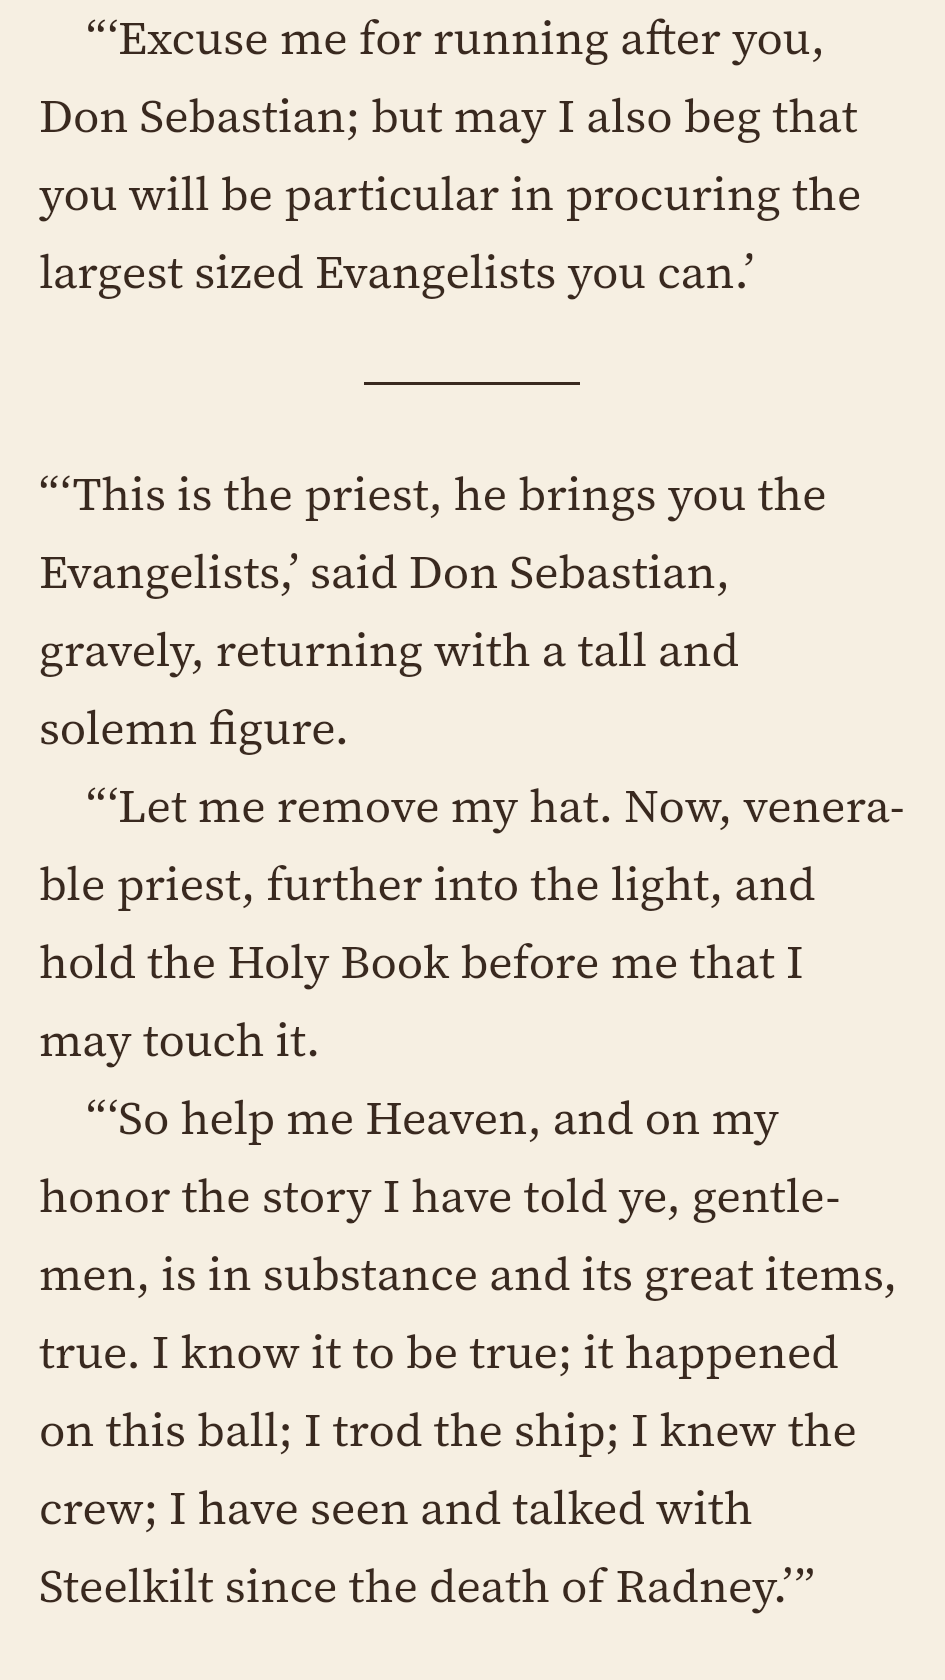 “‘Excuse me for running after you,
Don Sebastian; but may I also beg that
you will be particular in procuring the
largest sized Evangelists you can.’
“‘This is the priest, he brings you the
Evangelists,’ said Don Sebastian,
gravely, returning with a tall and
solemn figure.
“‘Let me remove my hat. Now, venera-
ble priest, further into the light, and
hold the Holy Book before me that I
may touch it.
“‘So help me Heaven, and on my
honor the story I have told ye, gentle-
men, is in substance and its great items,
true. I know it to be true; it happened
on this ball; I trod the ship; I knew the
crew; I have seen and talked with
Steelkilt since the death of Radney.’”